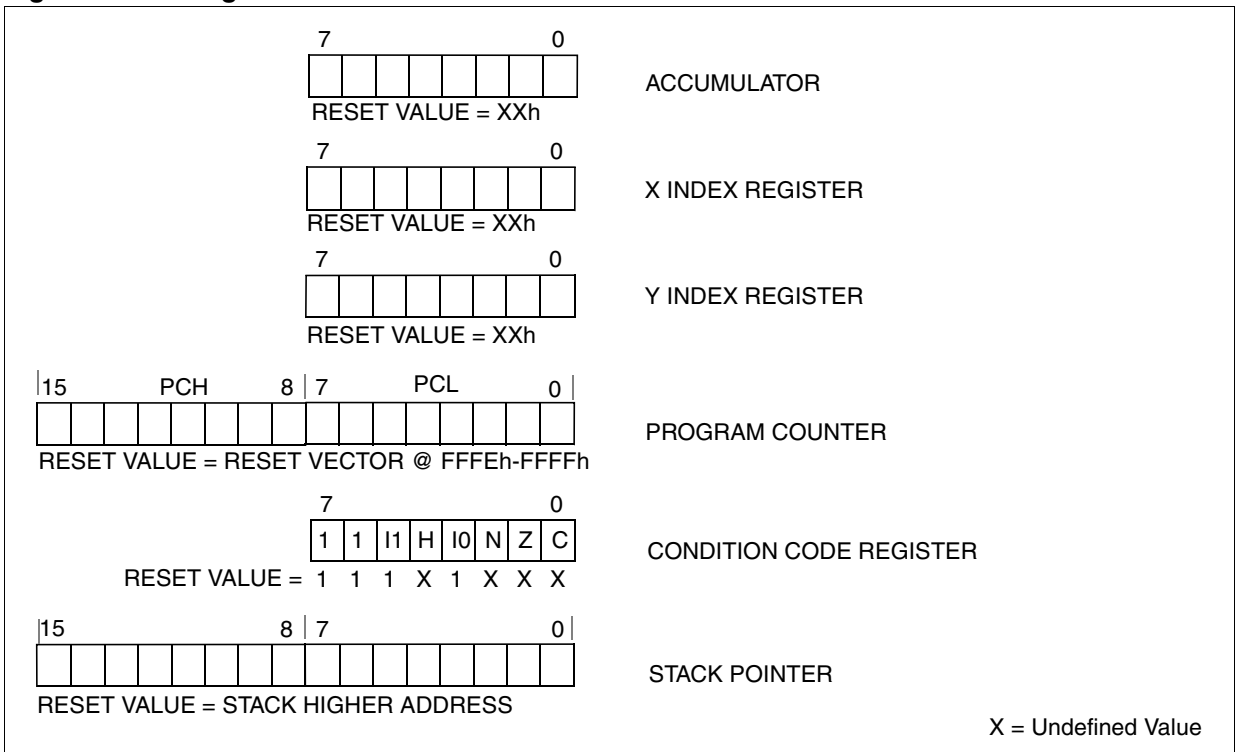 7 0
ACCUMULATOR
RESET VALUE = XXh
7 0
X INDEX REGISTER
RESET VALUE = XXh
7 0
Y INDEX REGISTER
RESET VALUE = XXh
15 PCH 8 7 PCL 0
PROGRAM COUNTER
RESET VALUE = RESET VECTOR @ FFFEh-FFFFh
7 0
1 1 I1 H I0 N Z C
CONDITION CODE REGISTER
RESET VALUE = 1 1 1 X 1 X X X
15 8 7 0
STACK POINTER
RESET VALUE = STACK HIGHER ADDRESS
X = Undefined Value